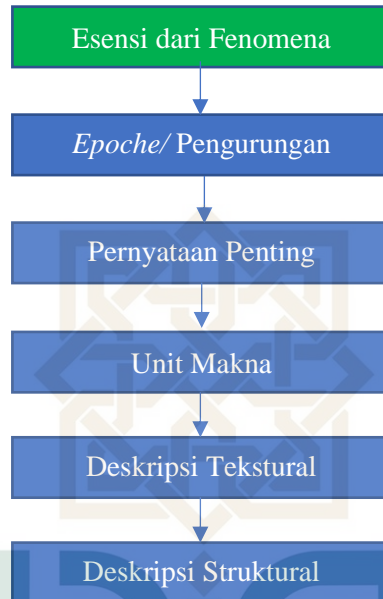 Esensi dari Fenomena
Epoche/ Pengurungan
Pernyataan Penting
Unit Makna
Deskripsi Tekstural
Deskripsi Struktural